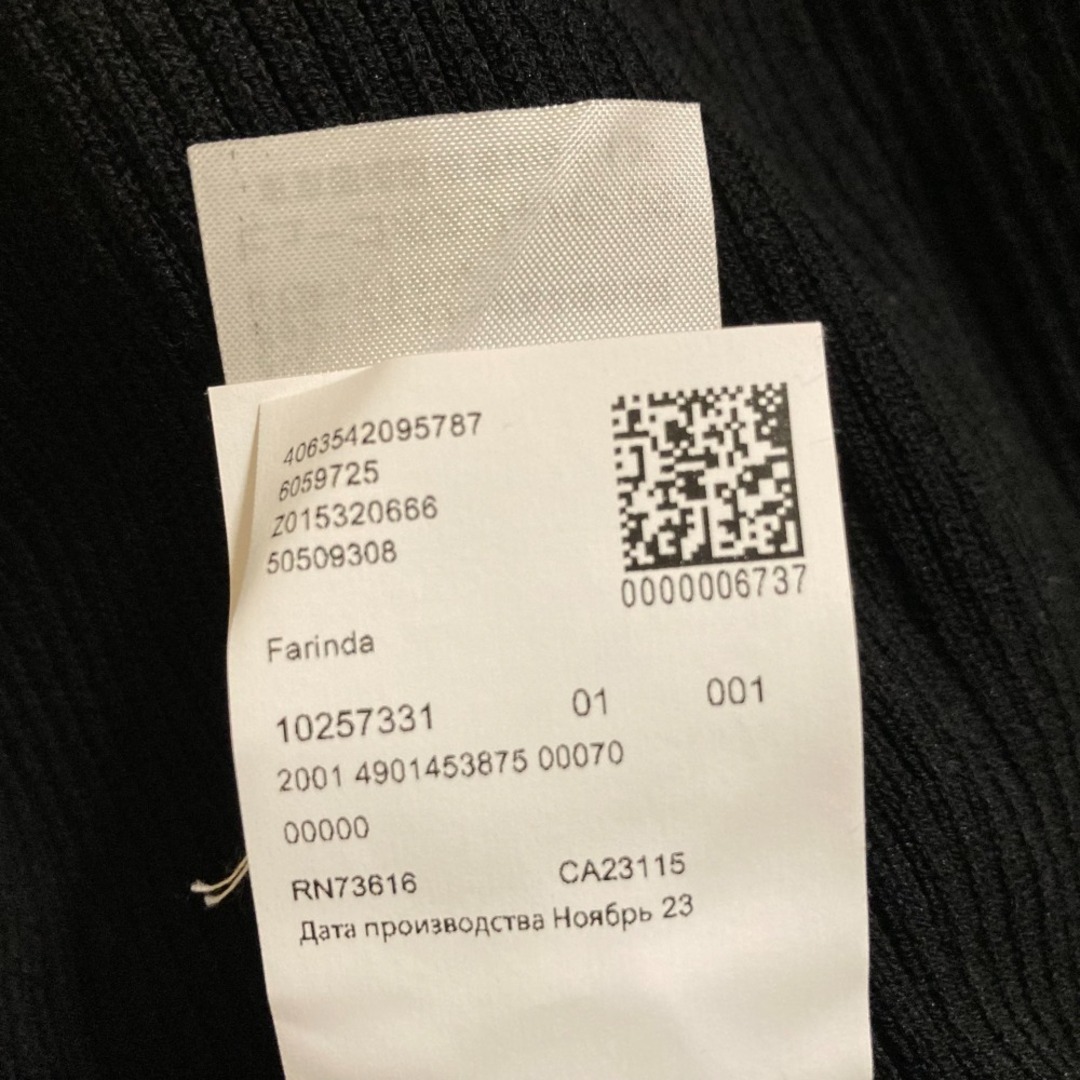 4063542095787
6059725
Z015320666
50509308
0000006737
Farinda
10257331 01 001
2001 4901453875 00070
00000
RN73616 CA23115
Дата производства Ноябрь 23